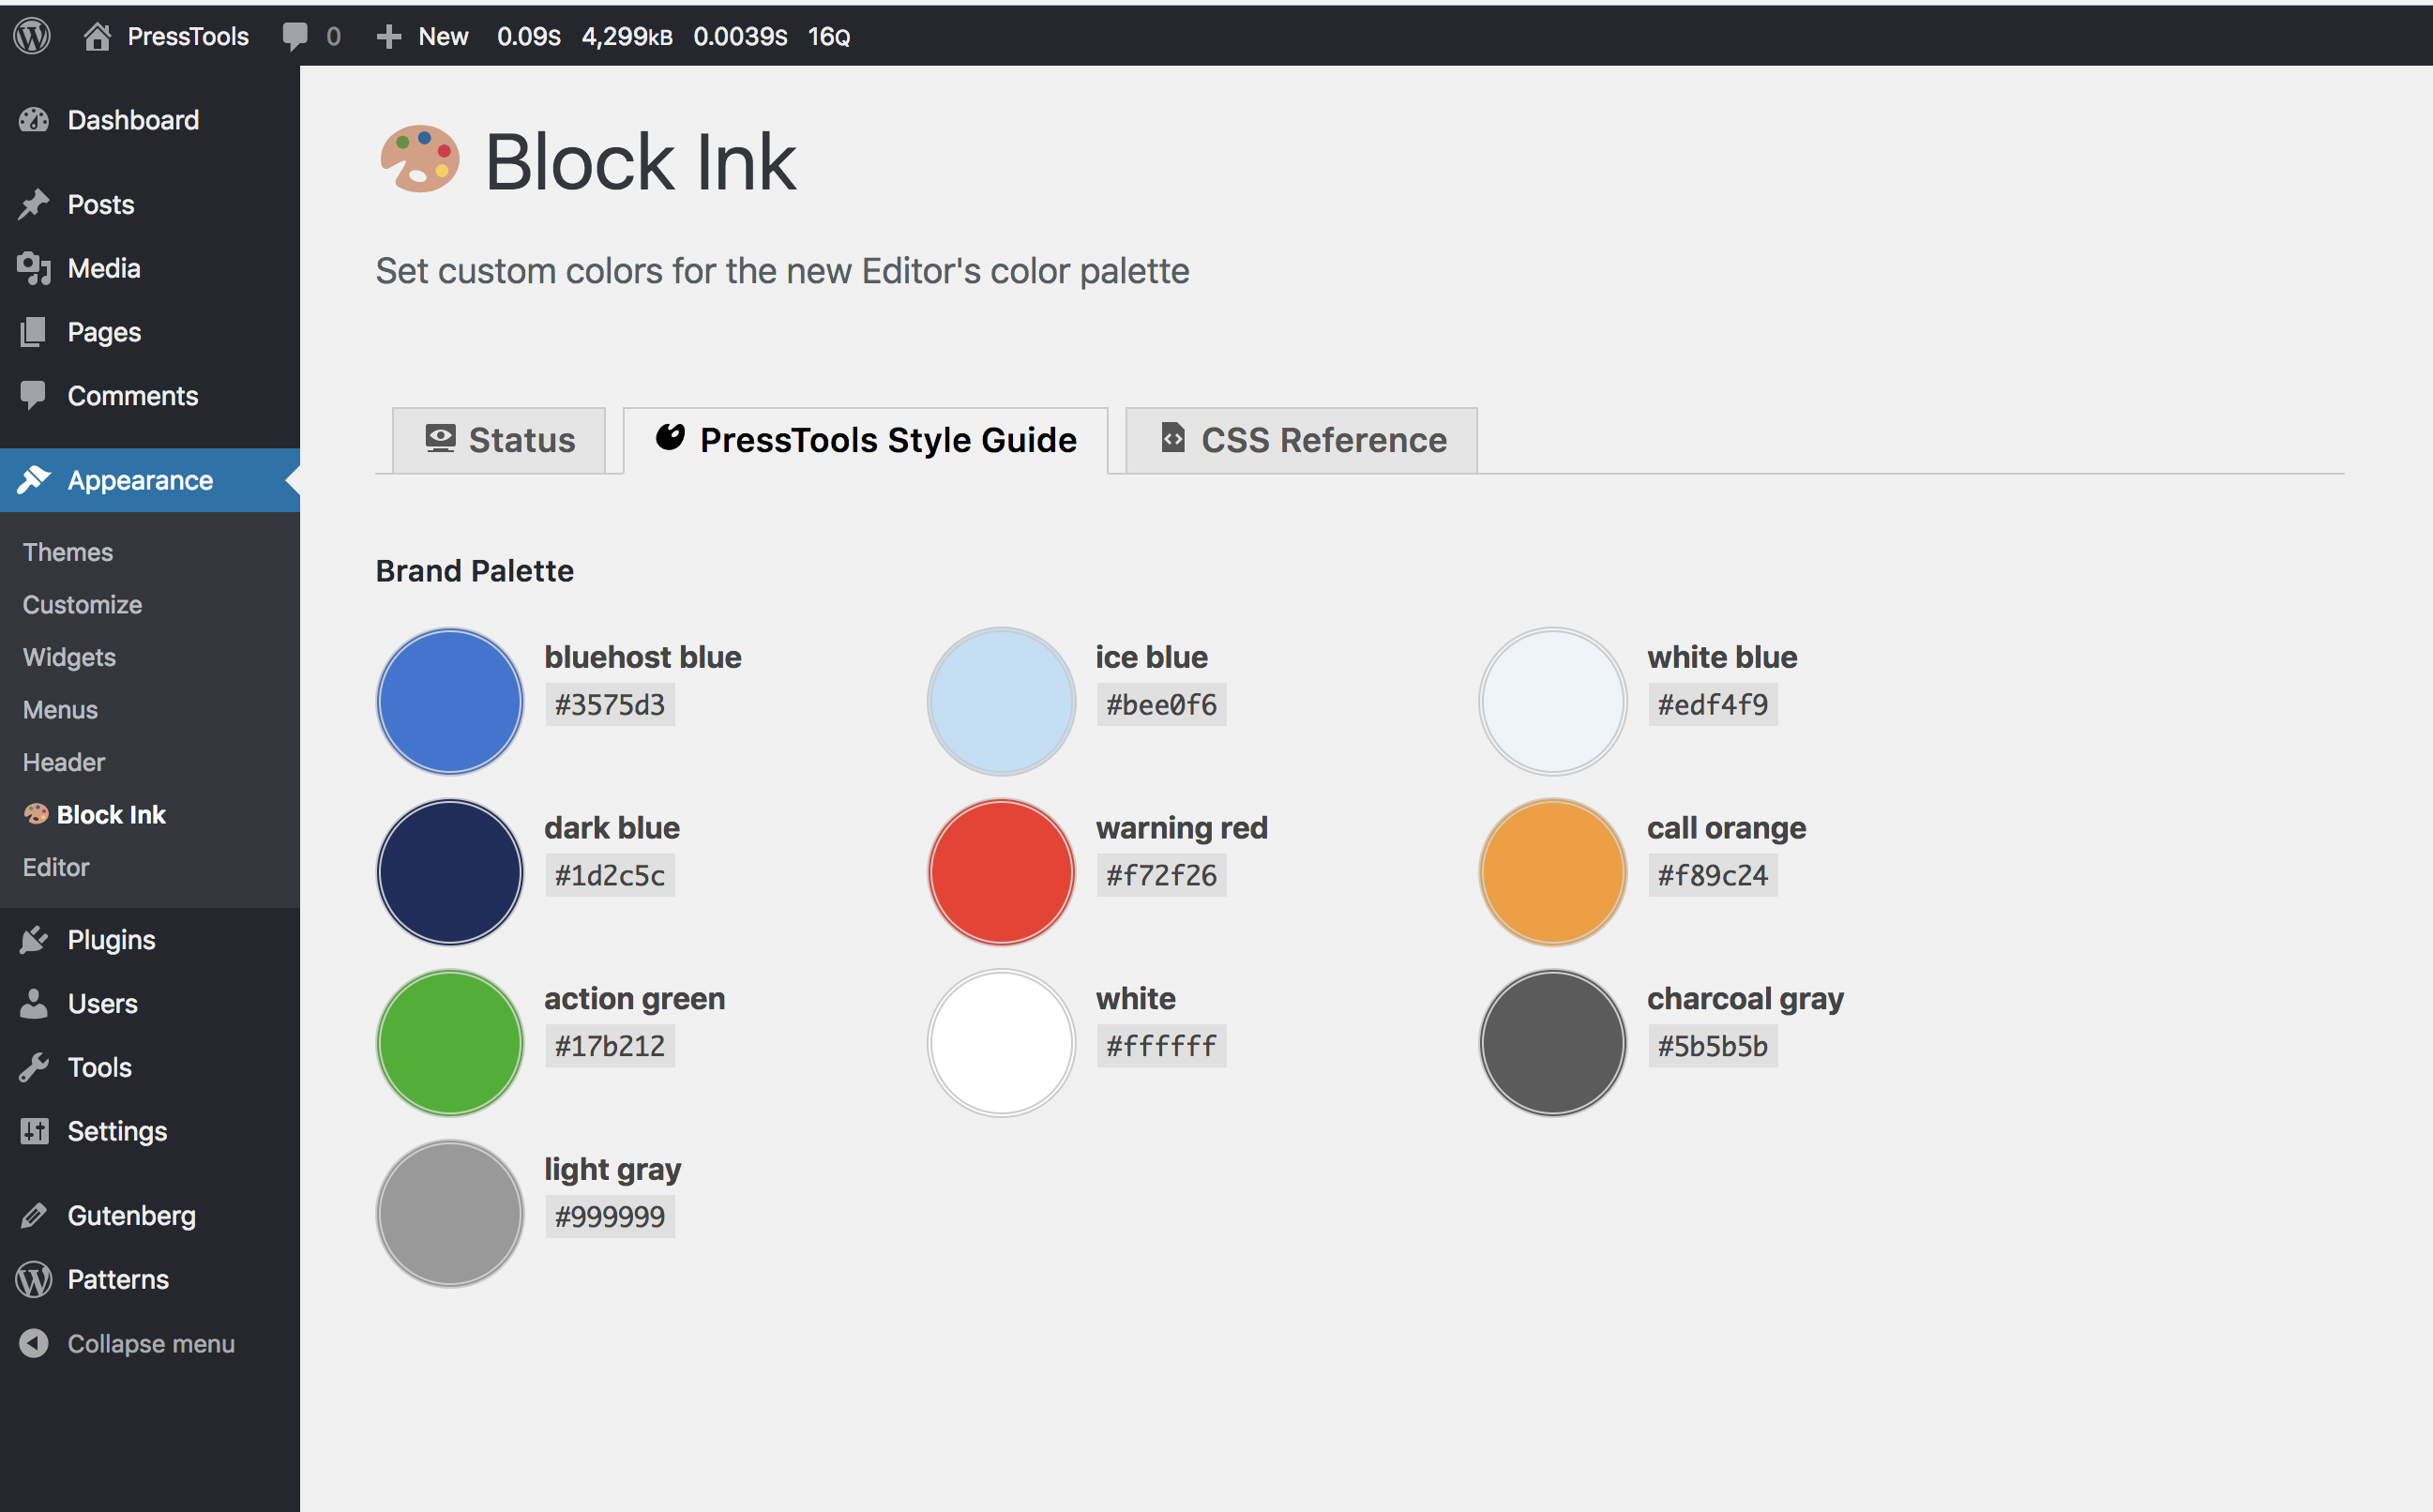 PressTools 0 New 0.09S 4,299KB 0.0039S 16Q
Dashboard
Posts
Media
Pages
Comments
Appearance
Themes
Customize
Widgets
Menus
Header
Block Ink
Editor
Plugins
Users
Tools
Settings
Gutenberg
Patterns
Collapse menu
Block Ink
Set custom colors for the new Editor's color palette
Status PressTools Style Guide CSS Reference
Brand Palette
bluehost blue
#3575d3
ice blue
#bee0f6
white blue
#edf4f9
dark blue
#1d2c5c
warning red
#f72f26
call orange
#f89c24
action green
#17b212
white
#ffffff
charcoal gray
#5b5b5b
light gray
#999999